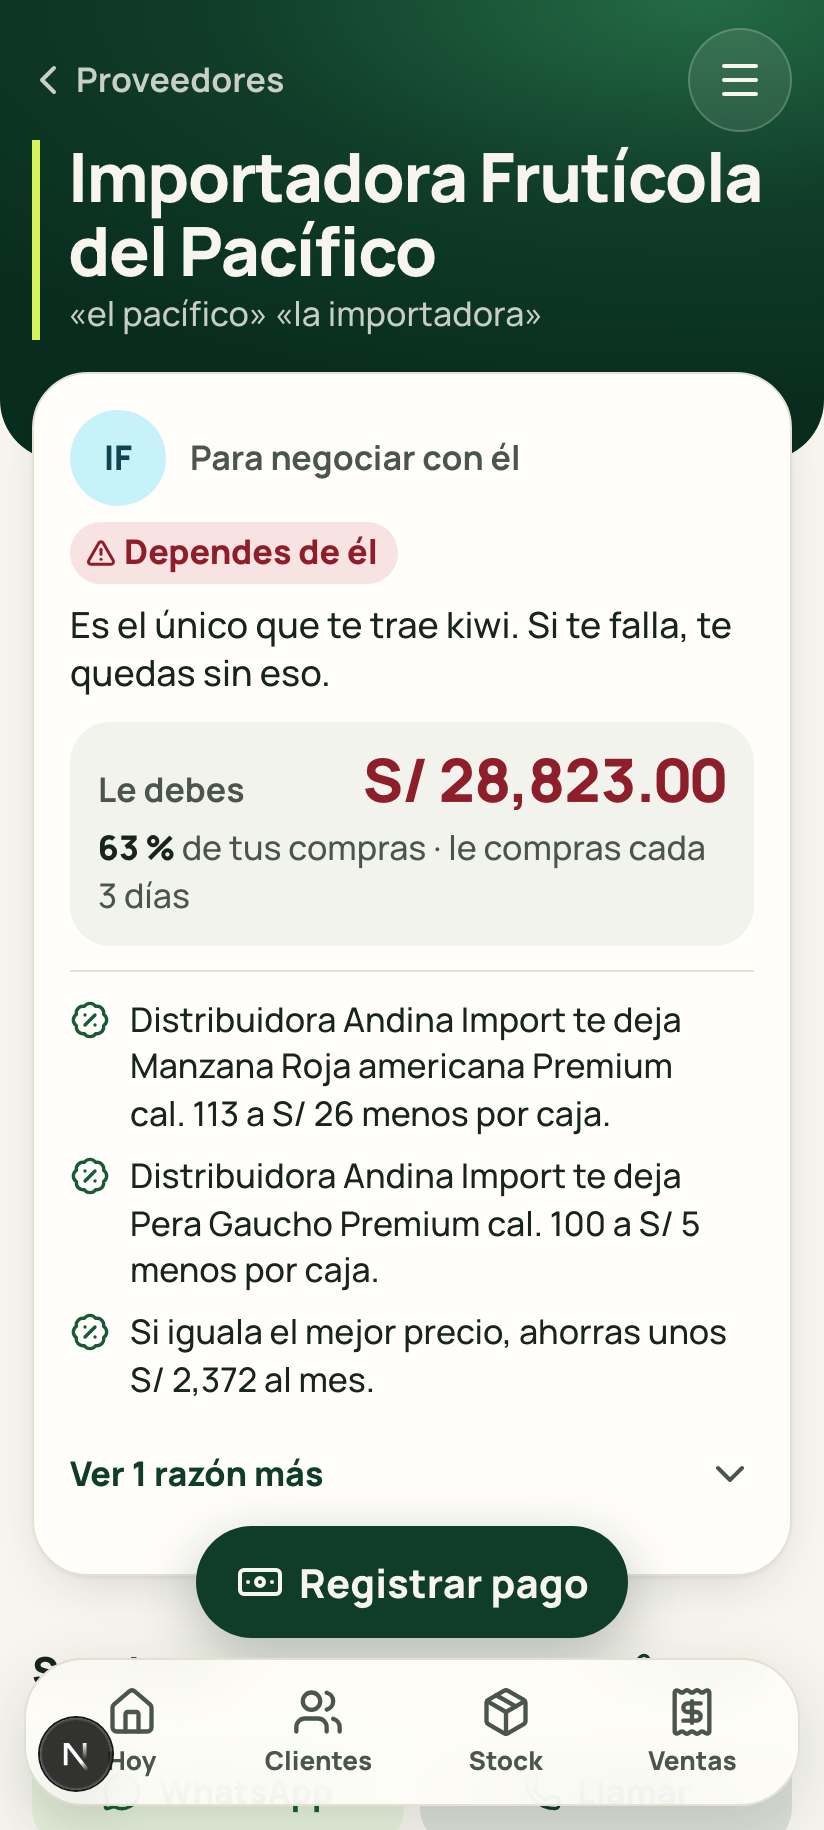 Proveedores
Importadora Frutícola
del Pacífico
«el pacífico» «la importadora»
IF
Para negociar con él
Dependes de él
Es el único que te trae kiwi. Si te falla, te
quedas sin eso.
Le debes
S/ 28,823.00
63 % de tus compras · le compras cada
3 días
Distribuidora Andina Import te deja
Manzana Roja americana Premium
cal. 113 a S/ 26 menos por caja.
Distribuidora Andina Import te deja
Pera Gaucho Premium cal. 100 a S/ 5
menos por caja.
Si iguala el mejor precio, ahorras unos
S/ 2,372 al mes.
Ver 1 razón más
Registrar pago
N
Hoy
Clientes
Stock
Ventas
WhatsApp
Llamar